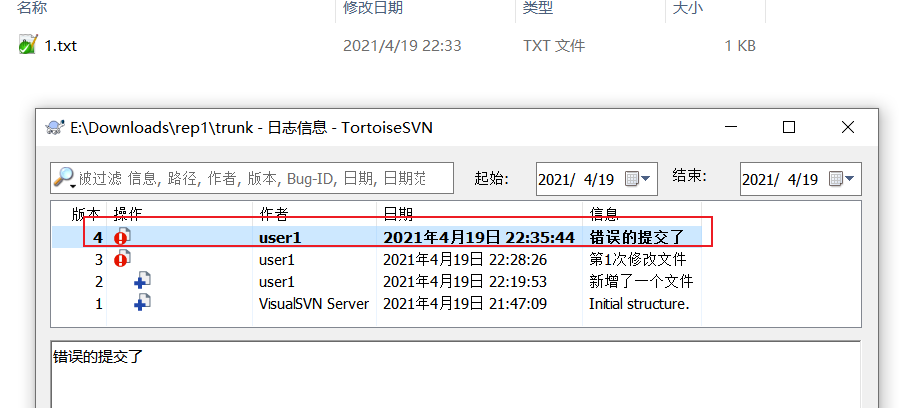 名称 修改日期 类型 大小
1.txt 2021/4/19 22:33 TXT 文件 1 KB
E:\Downloads\rep1\trunk - 日志信息 - TortoiseSVN
被过滤 信息, 路径, 作者, 版本, Bug-ID, 日期, 日期范 起始: 2021/ 4/19 结束: 2021/ 4/19
版本 操作 作者 日期 信息
4 user1 2021年4月19日 22:35:44 错误的提交了
3 user1 2021年4月19日 22:28:26 第1次修改文件
2 user1 2021年4月19日 22:19:53 新增了一个文件
1 VisualSVN Server 2021年4月19日 21:47:09 Initial structure.
错误的提交了